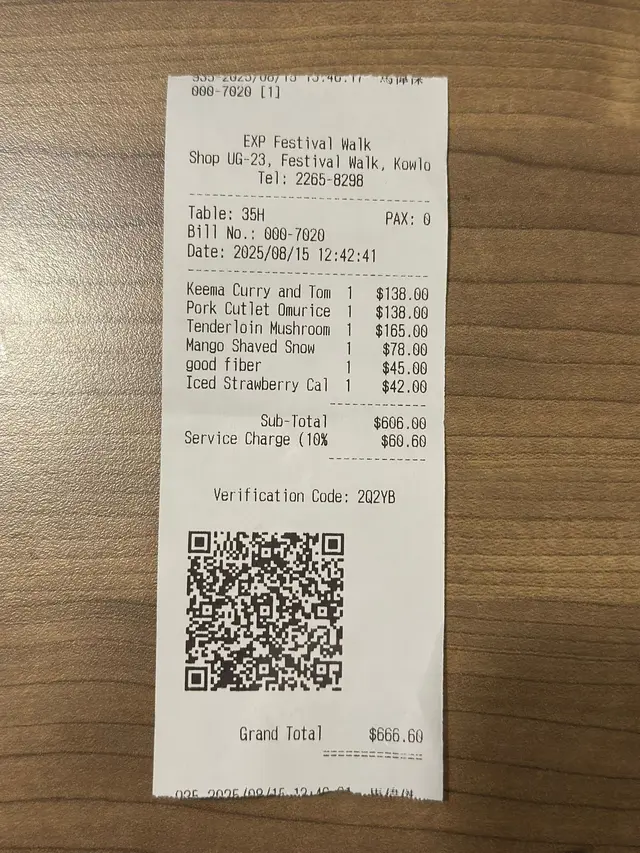 000-7020 [1]
EXP Festival Walk
Shop UG-23, Festival Walk, Kowlo
Tel: 2265-8298
Table: 35H PAX: 0
Bill No.: 000-7020
Date: 2025/08/15 12:42:41
Keema Curry and Tom 1 $138.00
Pork Cutlet Omurice 1 $138.00
Tenderloin Mushroom 1 $165.00
Mango Shaved Snow 1 $78.00
good fiber 1 $45.00
Iced Strawberry Cal 1 $42.00
Sub-Total $606.00
Service Charge (10% $60.60
Verification Code: 2Q2YB
Grand Total $666.60